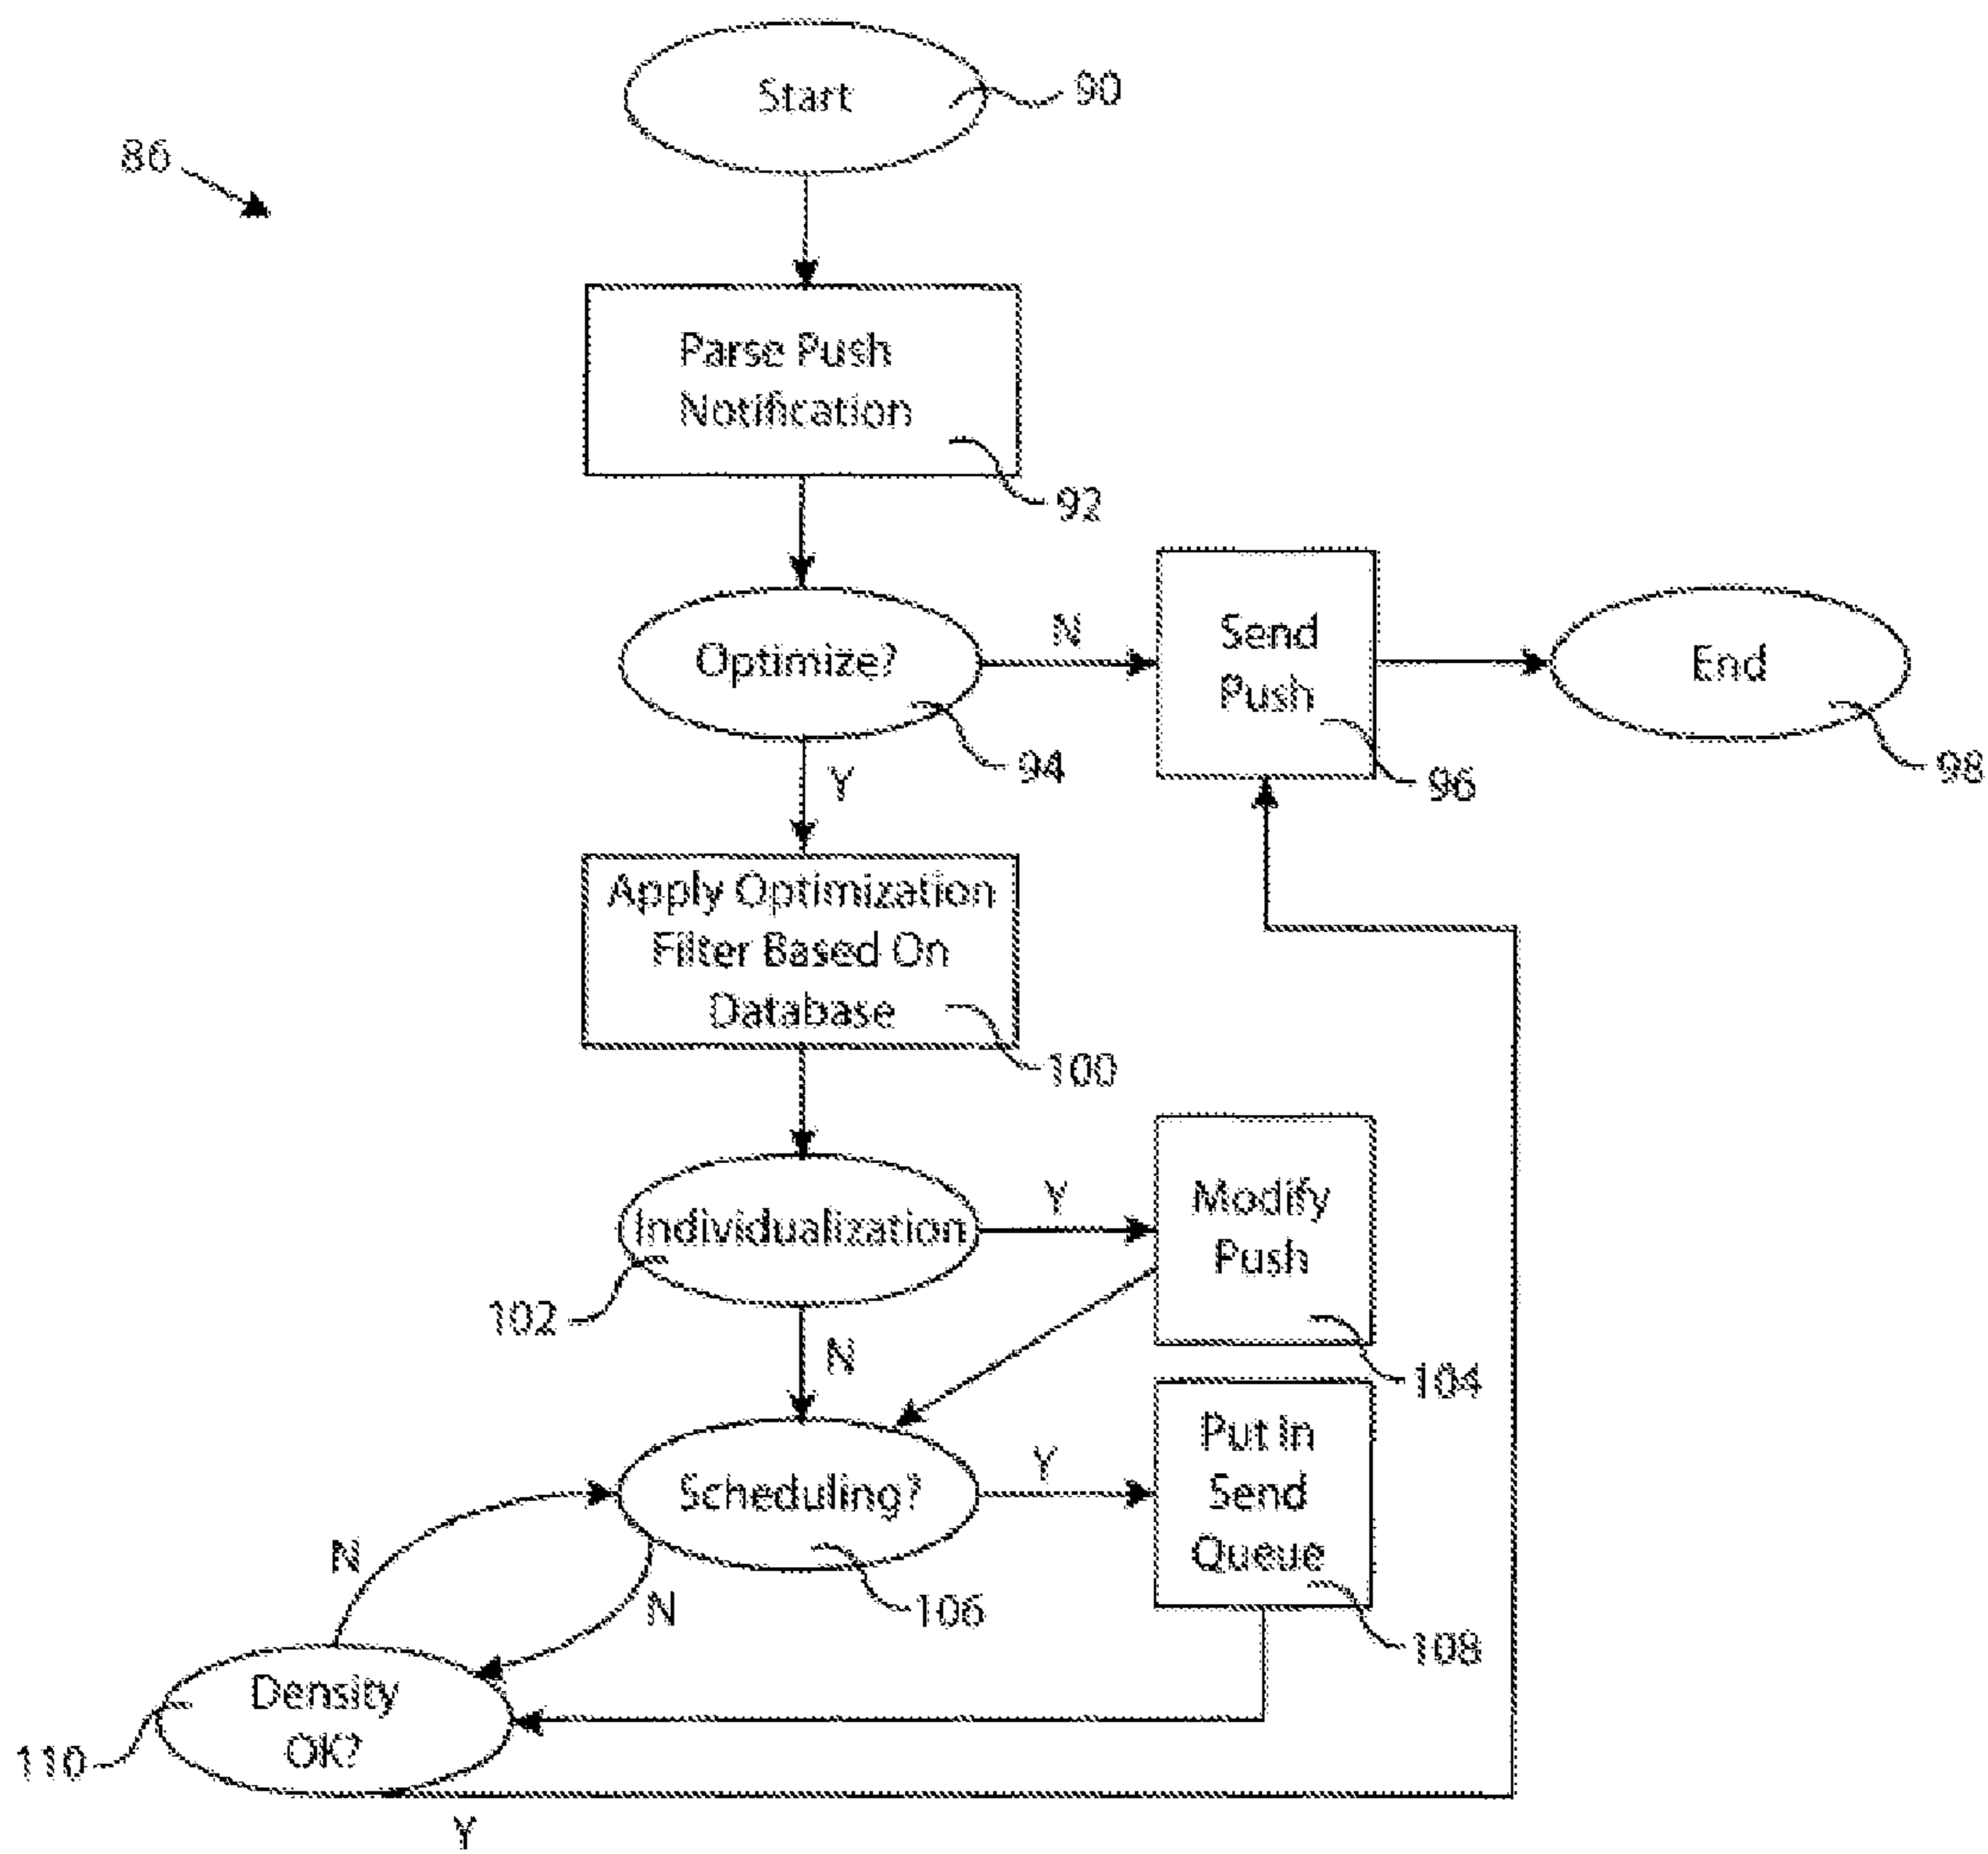 Start
90
86
Parse Push
Notification
92
Optimize?
94
N
Send
Push
96
End
98
Y
Apply Optimization
Filter Based On
Database
100
Individualization
102
Y
Modify
Push
104
N
Scheduling?
106
Y
Put In
Send
Queue
108
N
N
Density
OK?
110
Y